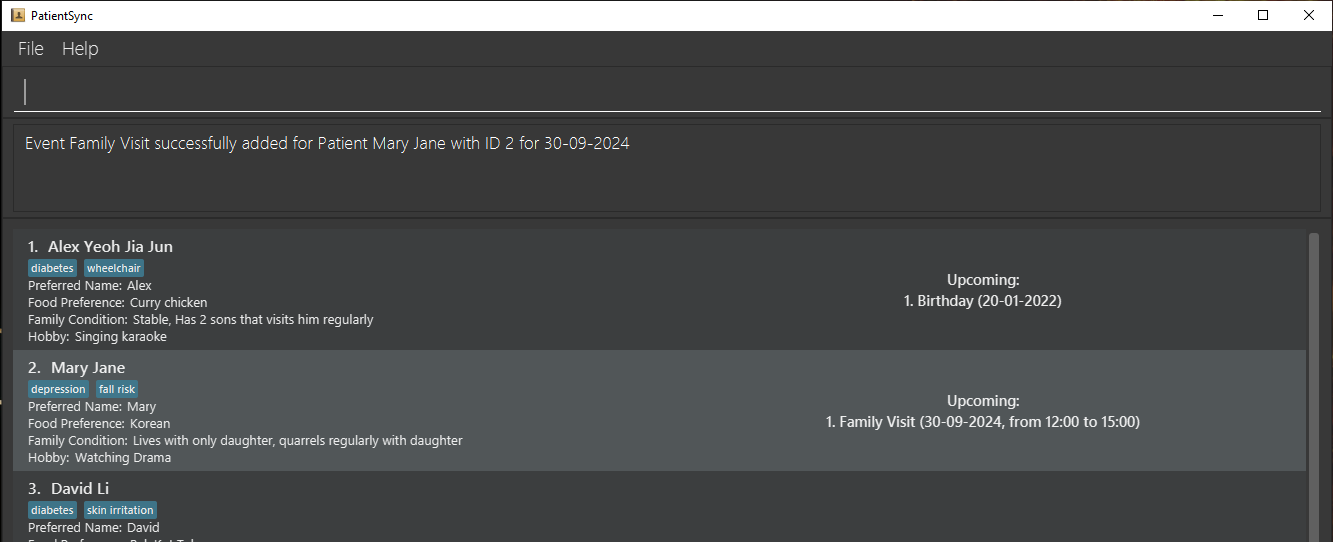 PatientSync
File Help
Event Family Visit successfully added for Patient Mary Jane with ID 2 for 30-09-2024
1. Alex Yeoh Jia Jun
diabetes wheelchair
Preferred Name: Alex
Food Preference: Curry chicken
Family Condition: Stable, Has 2 sons that visits him regularly
Hobby: Singing karaoke
Upcoming:
1. Birthday (20-01-2022)
2. Mary Jane
depression fall risk
Preferred Name: Mary
Food Preference: Korean
Family Condition: Lives with only daughter, quarrels regularly with daughter
Hobby: Watching Drama
Upcoming:
1. Family Visit (30-09-2024, from 12:00 to 15:00)
3. David Li
diabetes skin irritation
Preferred Name: David